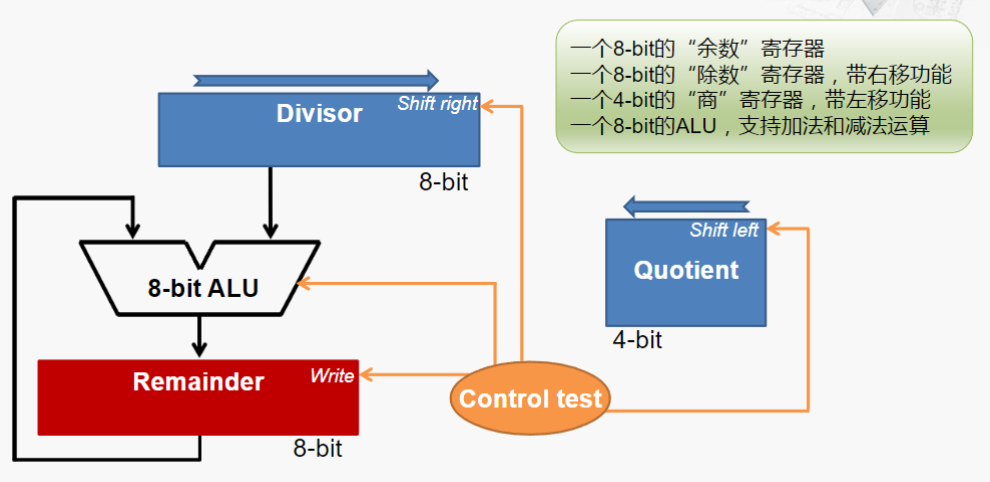 一个8-bit的“余数”寄存器
一个8-bit的“除数”寄存器，带右移功能
一个4-bit的“商”寄存器，带左移功能
一个8-bit的ALU，支持加法和减法运算
Shift right
Divisor
8-bit
Shift left
Quotient
4-bit
8-bit ALU
Remainder
Write
8-bit
Control test